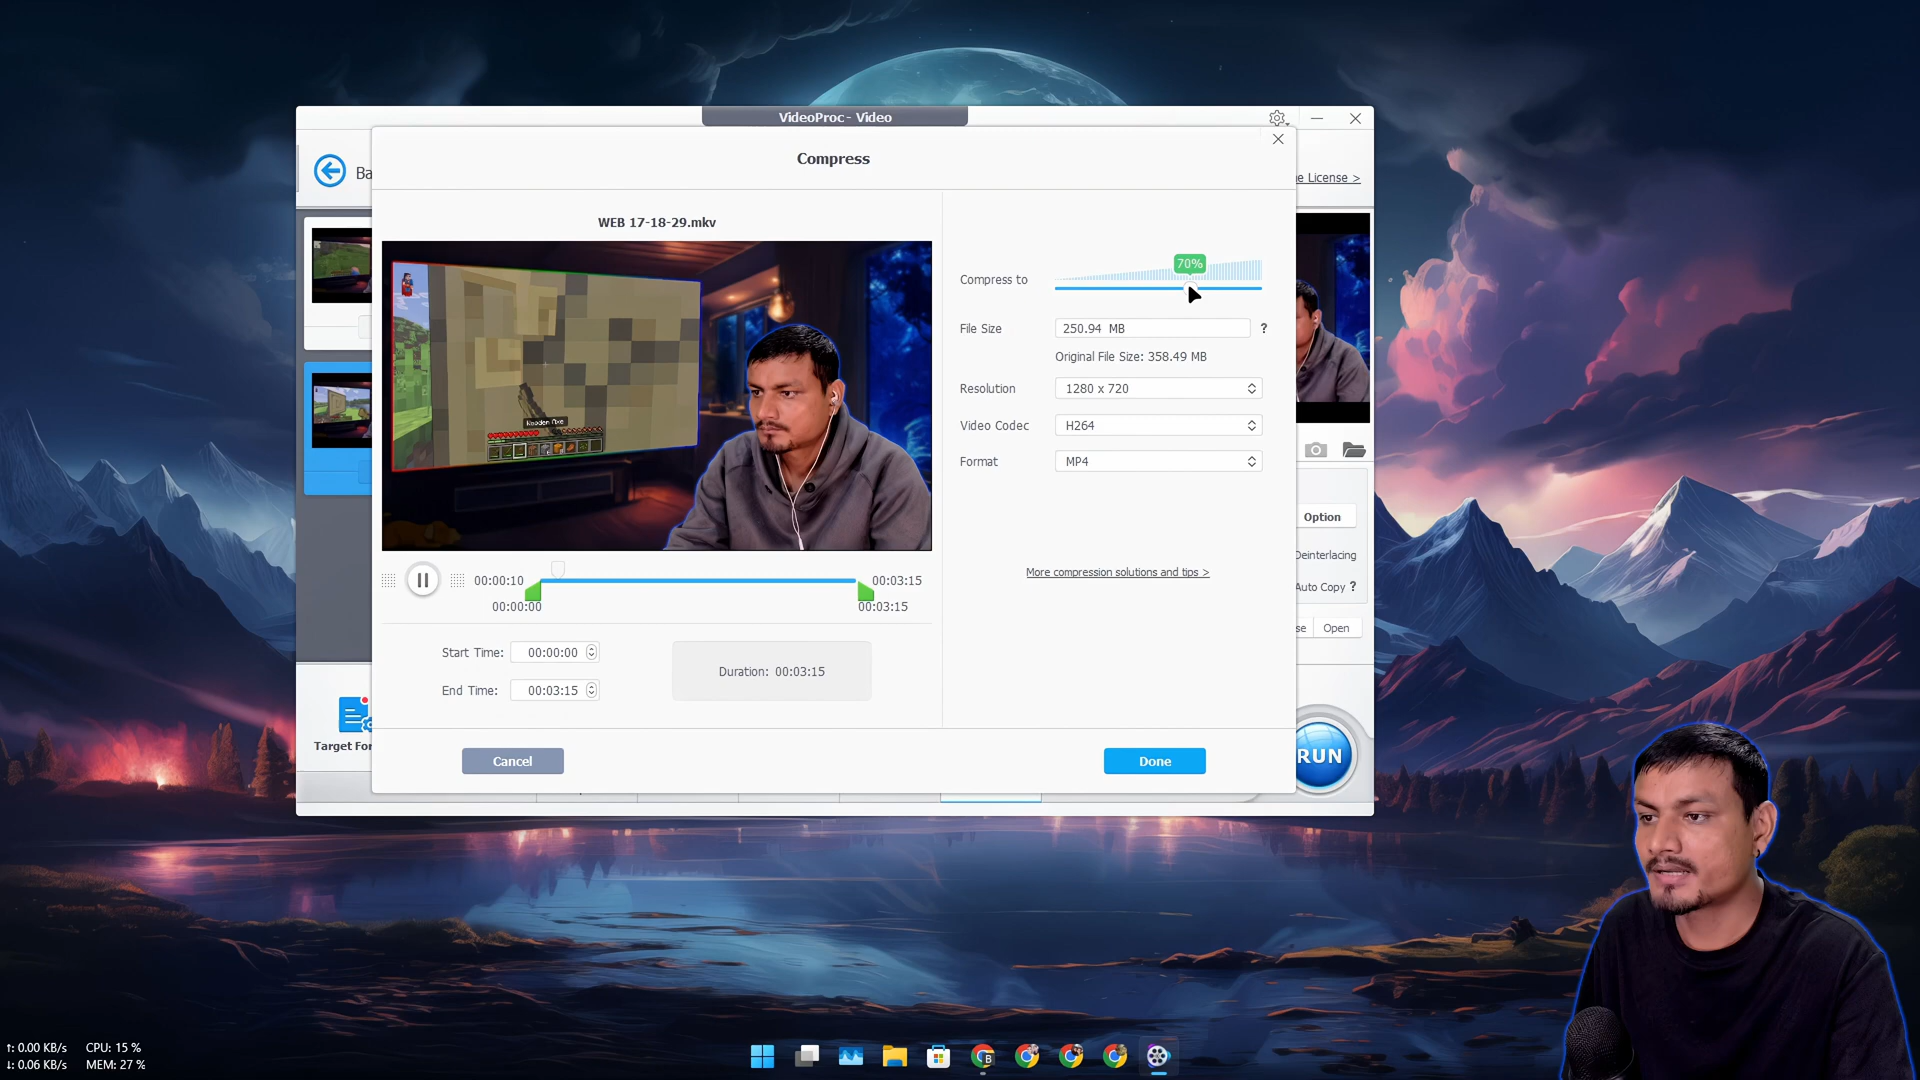 VideoProc - Video
Ba
Compress
ne License >
WEB 17-18-29.mkv
Wooden Axe
Compress to
70%
File Size
250.94 MB
?
Original File Size: 358.49 MB
Resolution
1280 x 720
Video Codec
H264
Format
MP4
More compression solutions and tips >
Option
Deinterlacing
Auto Copy ?
se
Open
00:00:10
00:03:15
00:00:00
00:03:15
Start Time:
00:00:00
End Time:
00:03:15
Duration: 00:03:15
Target For
Cancel
Done
RUN
↑: 0.00 KB/s
CPU: 15 %
↓: 0.06 KB/s
MEM: 27 %
B